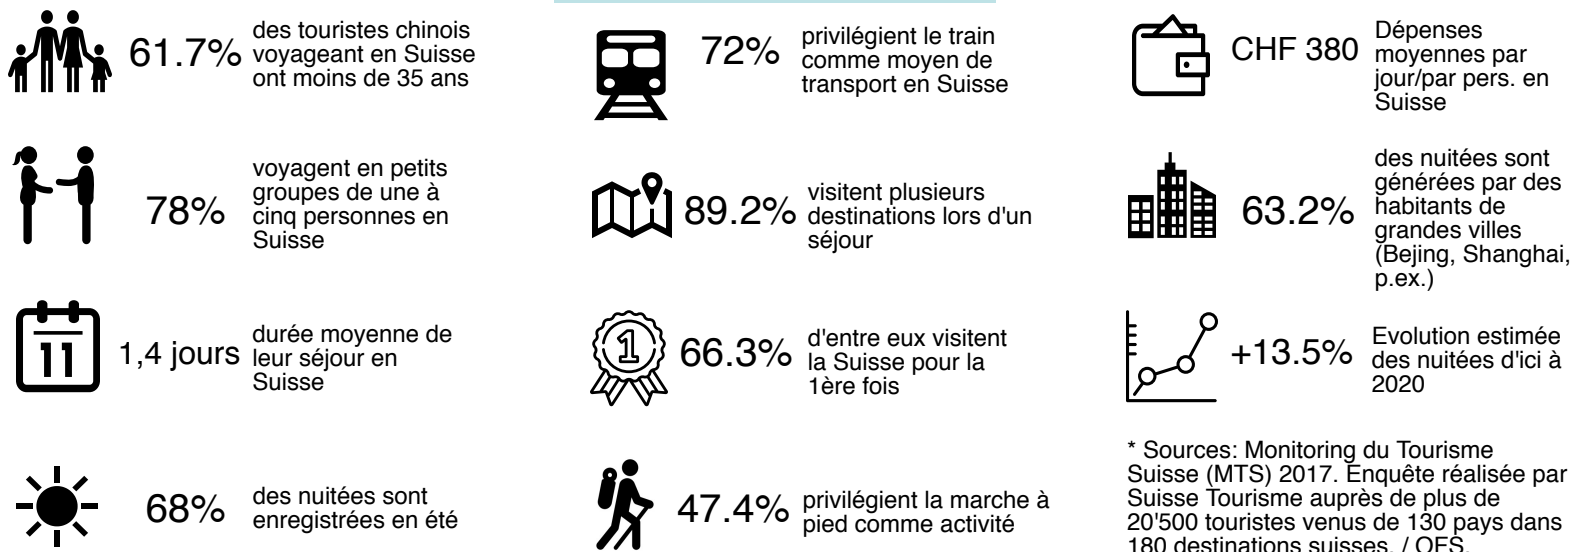 61.7%
des touristes chinois
voyageant en Suisse
ont moins de 35 ans
78%
voyagent en petits
groupes de une à
cinq personnes en
Suisse
11
1,4 jours
durée moyenne de
leur séjour en
Suisse
68%
des nuitées sont
enregistrées en été
72%
privilégient le train
comme moyen de
transport en Suisse
89.2%
visitent plusieurs
destinations lors d'un
séjour
1
66.3%
d'entre eux visitent
la Suisse pour la
1ère fois
47.4%
privilégient la marche à
pied comme activité
CHF 380
Dépenses
moyennes par
jour/par pers. en
Suisse
63.2%
des nuitées sont
générées par des
habitants de
grandes villes
(Bejing, Shanghai,
p.ex.)
+13.5%
Evolution estimée
des nuitées d'ici à
2020
* Sources: Monitoring du Tourisme
Suisse (MTS) 2017. Enquête réalisée par
Suisse Tourisme auprès de plus de
20'500 touristes venus de 130 pays dans
180 destinations suisses. / OFS.